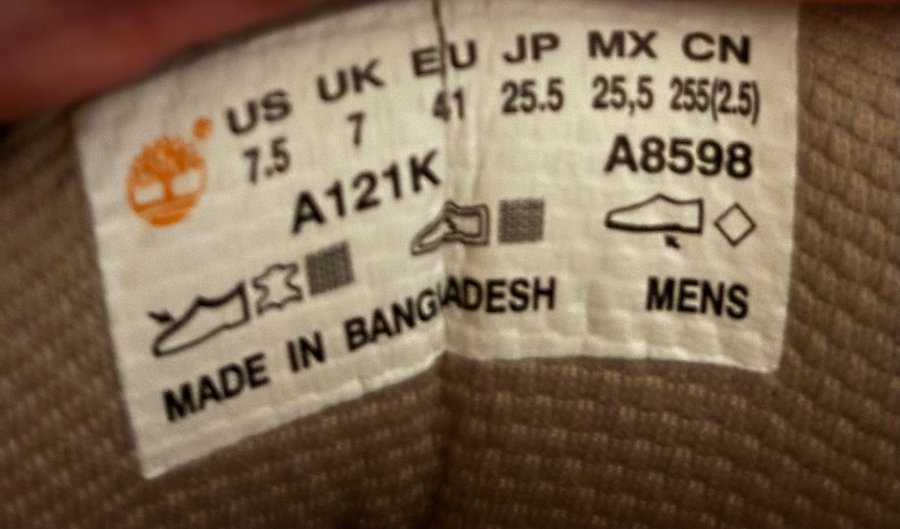 US UK EU JP MX CN
7.5 7 41 25.5 25,5 255(2.5)
A121K A8598
MADE IN BANGLADESH MENS